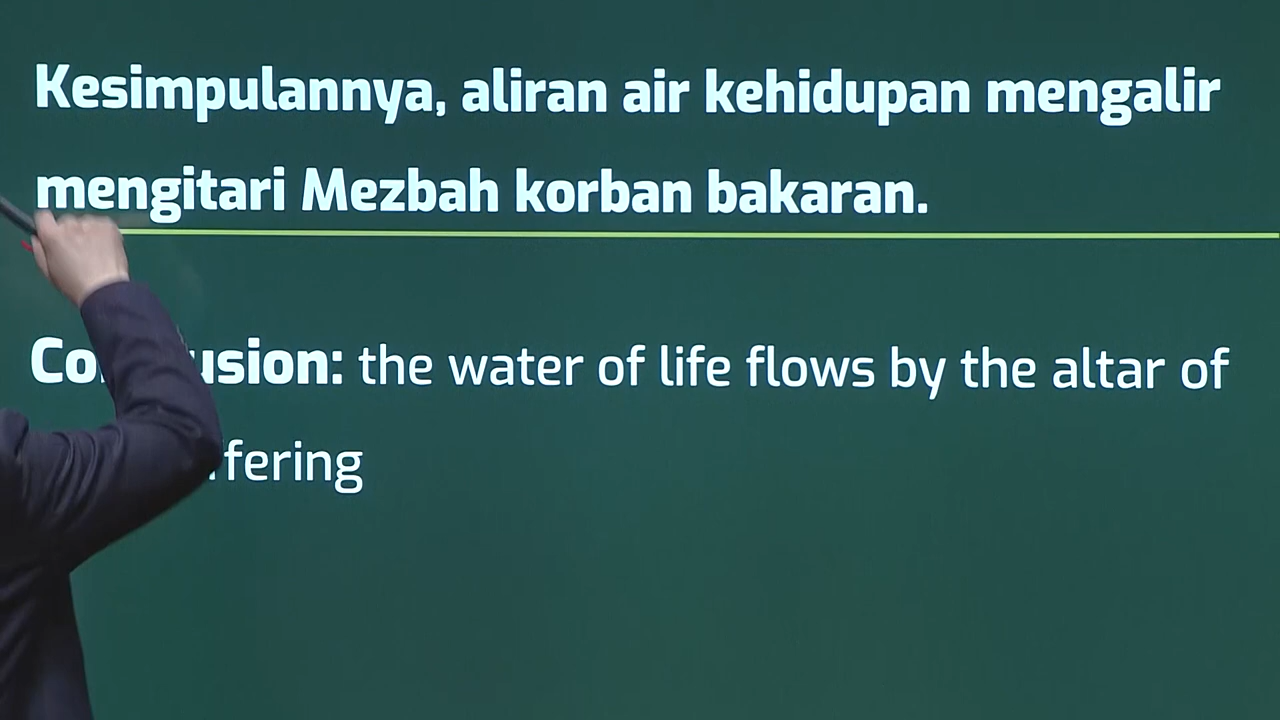 Kesimpulannya, aliran air kehidupan mengalir
mengitari Mezbah korban bakaran.
Conclusion: the water of life flows by the altar of